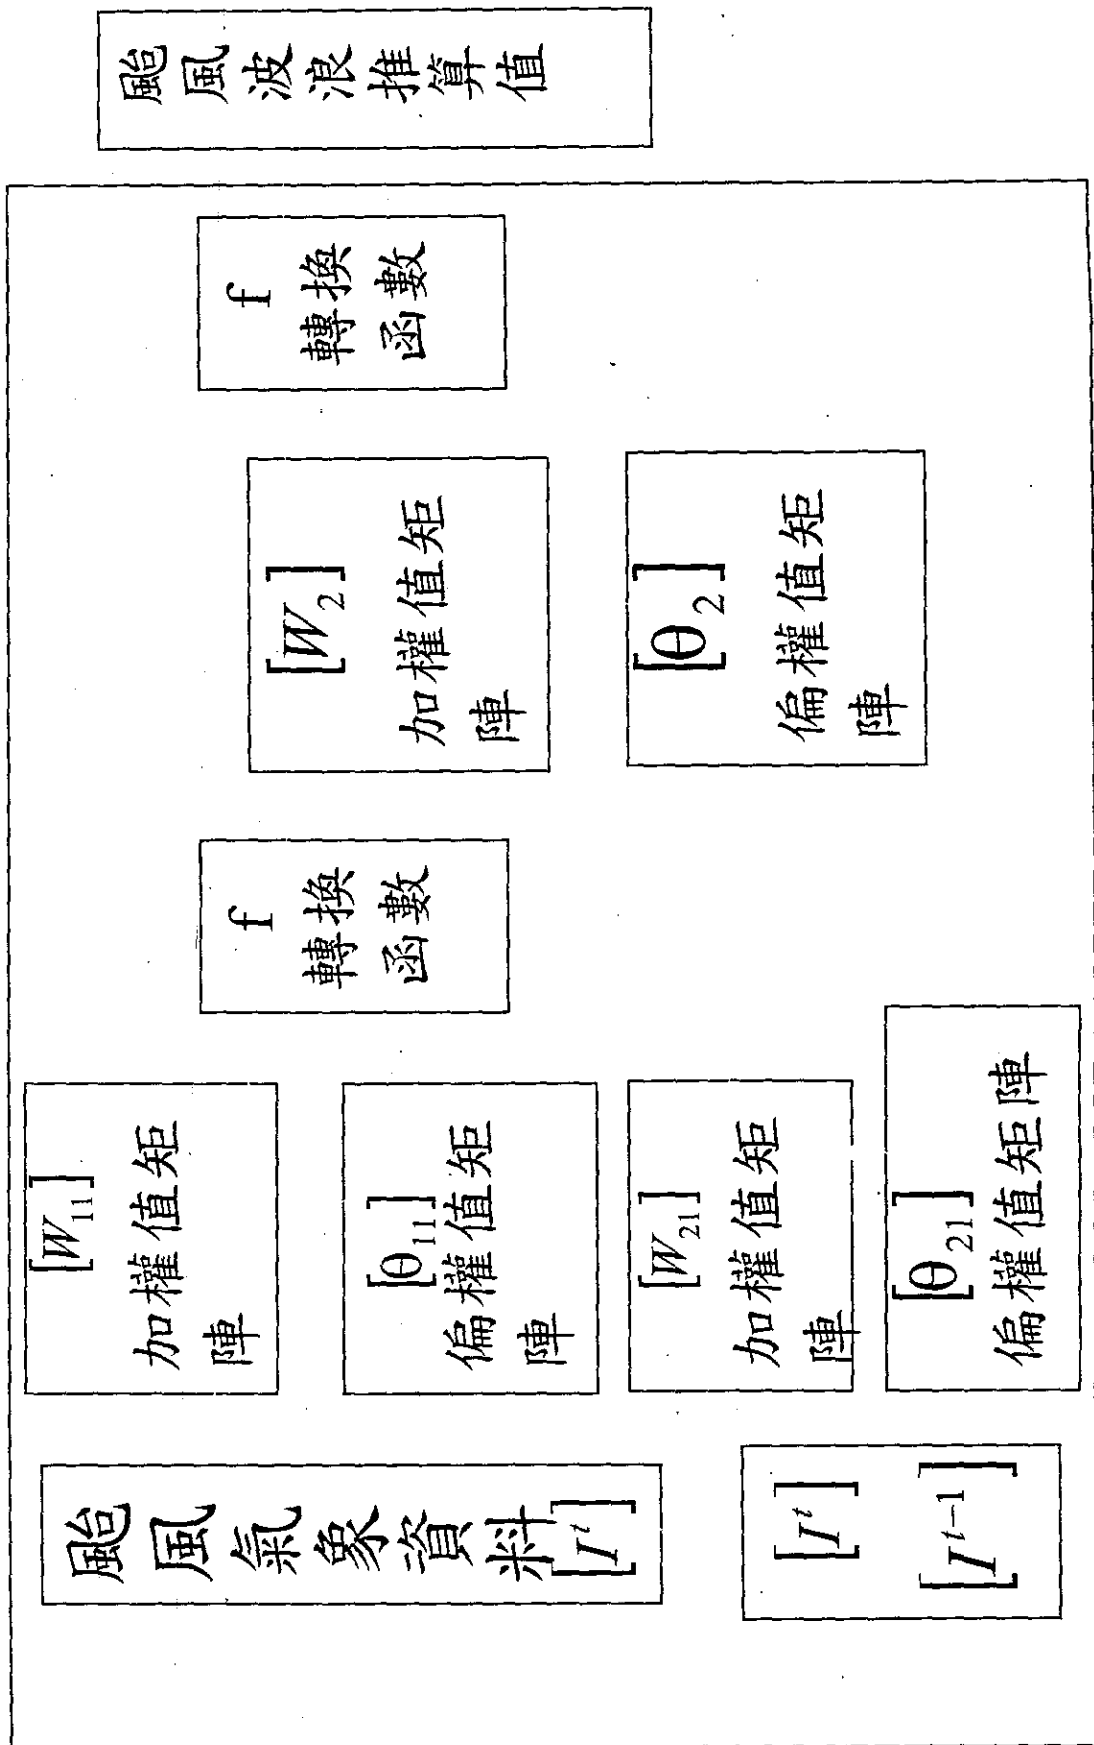 颱風氣象資料
[Iᵗ]
[Iᵗ]
[Iᵗ⁻¹]
[W₁₁]
加權值矩
陣
[θ₁₁]
偏權值矩
陣
[W₂₁]
加權值矩
陣
[θ₂₁]
偏權值矩陣
f
轉換
函數
[W₂]
加權值矩
陣
[θ₂]
偏權值矩
陣
f
轉換
函數
颱風波浪推算值